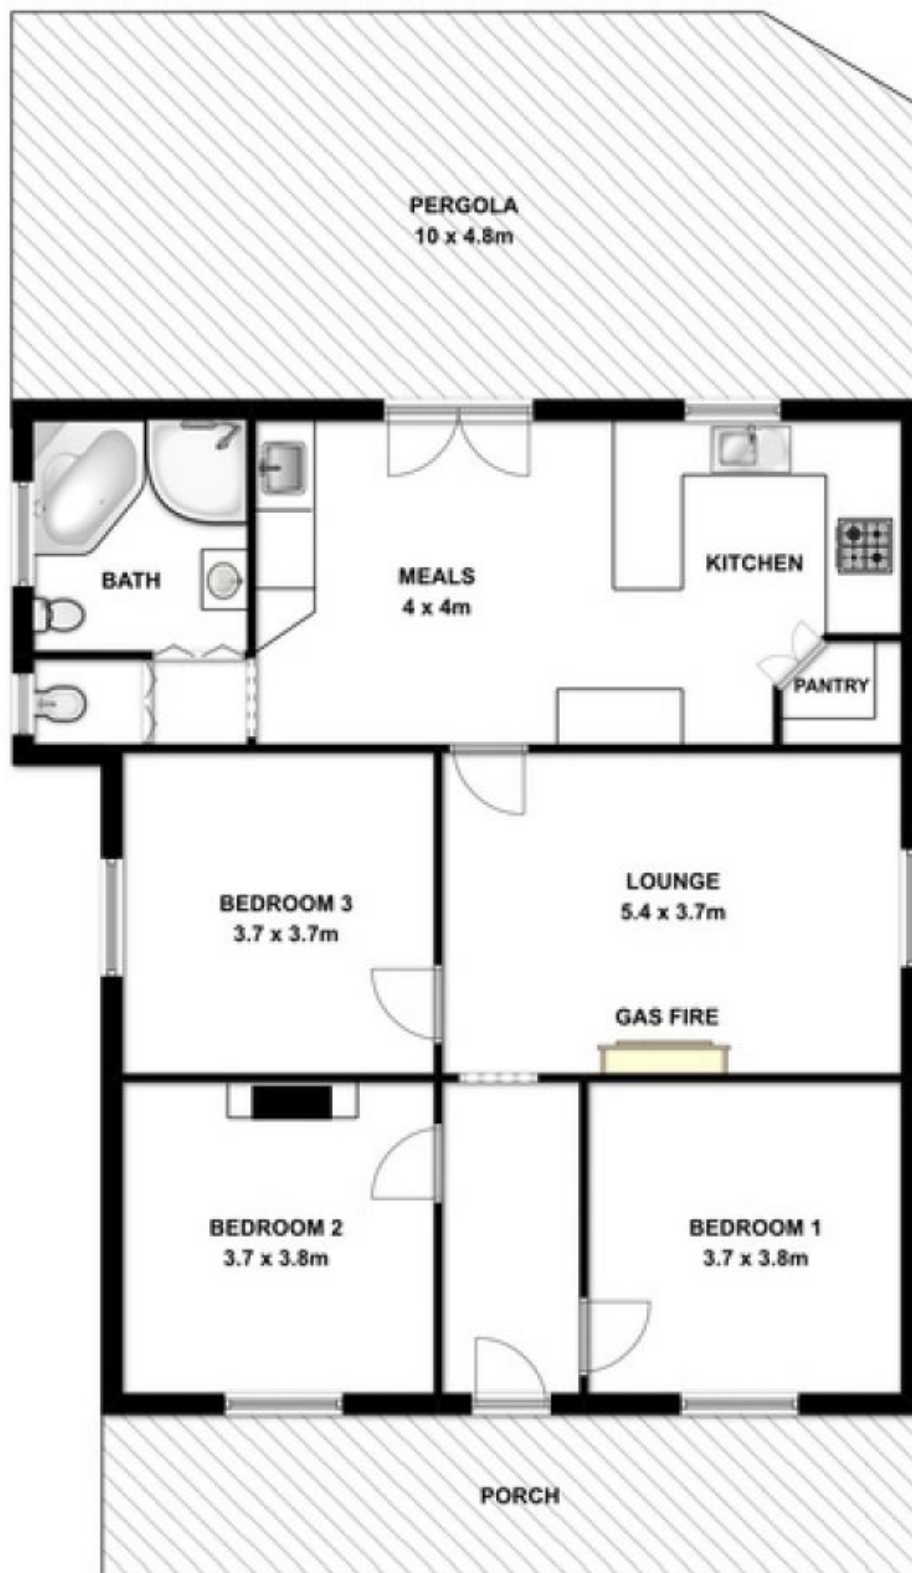 PERGOLA
10 x 4.8m
BATH
MEALS
4 x 4m
KITCHEN
PANTRY
BEDROOM 3
3.7 x 3.7m
LOUNGE
5.4 x 3.7m
GAS FIRE
BEDROOM 2
3.7 x 3.8m
BEDROOM 1
3.7 x 3.8m
PORCH